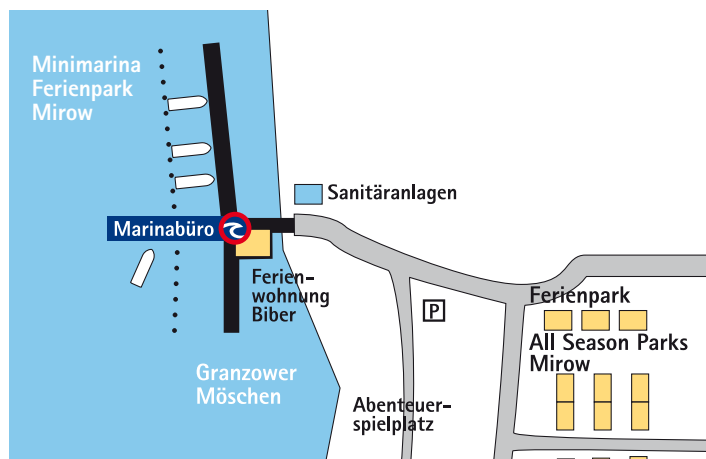 Minimarina
Ferienpark
Mirow
Sanitäranlagen
Marinabüro
Ferien-
wohnung
Biber
P
Ferienpark
All Season Parks
Mirow
Granzower
Möschen
Abenteuer-
spielplatz